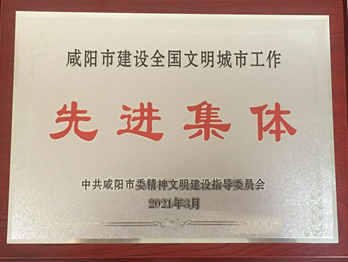 咸阳市建设全国文明城市工作
先进集体
中共咸阳市委精神文明建设指导委员会
2021年3月